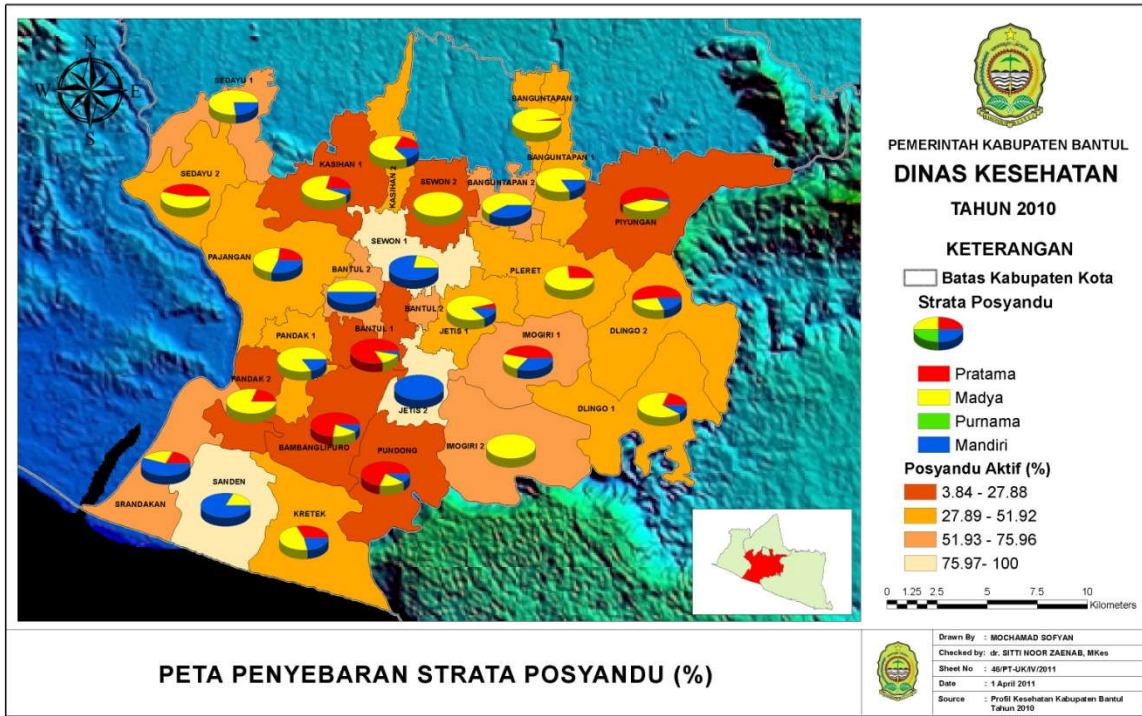 N
W E
S
SEDAYU 1
BANGUNTAPAN 3
KASIHAN 1
KASIHAN 2
BANGUNTAPAN 1
SEDAYU 2
SEWON 2
BANGUNTAPAN 2
PIYUNGAN
SEWON 1
PAJANGAN
PLERET
BANTUL 2
BANTUL 2
BANTUL 1
JETIS 1
DLINGO 2
PANDAK 1
IMOGIRI 1
PANDAK 2
JETIS 2
DLINGO 1
BAMBANGLIFURO
IMOGIRI 2
PUNDONG
SANDEN
SRANDAKAN
KRETEK
PEMERINTAH KABUPATEN BANTUL
DINAS KESEHATAN
TAHUN 2010
KETERANGAN
Batas Kabupaten Kota
Strata Posyandu
Pratama
Madya
Purnama
Mandiri
Posyandu Aktif (%)
3.84 - 27.88
27.89 - 51.92
51.93 - 75.96
75.97- 100
0 1.25 2.5 5 7.5 10
Kilometers
PETA PENYEBARAN STRATA POSYANDU (%)
Drawn By : MOCHAMAD SOFYAN
Checked by: dr. SITTI NOOR ZAENAB, MKes
Sheet No : 46/PT-UK/IV/2011
Date : 1 April 2011
Source : Profil Kesehatan Kabupaten Bantul
Tahun 2010